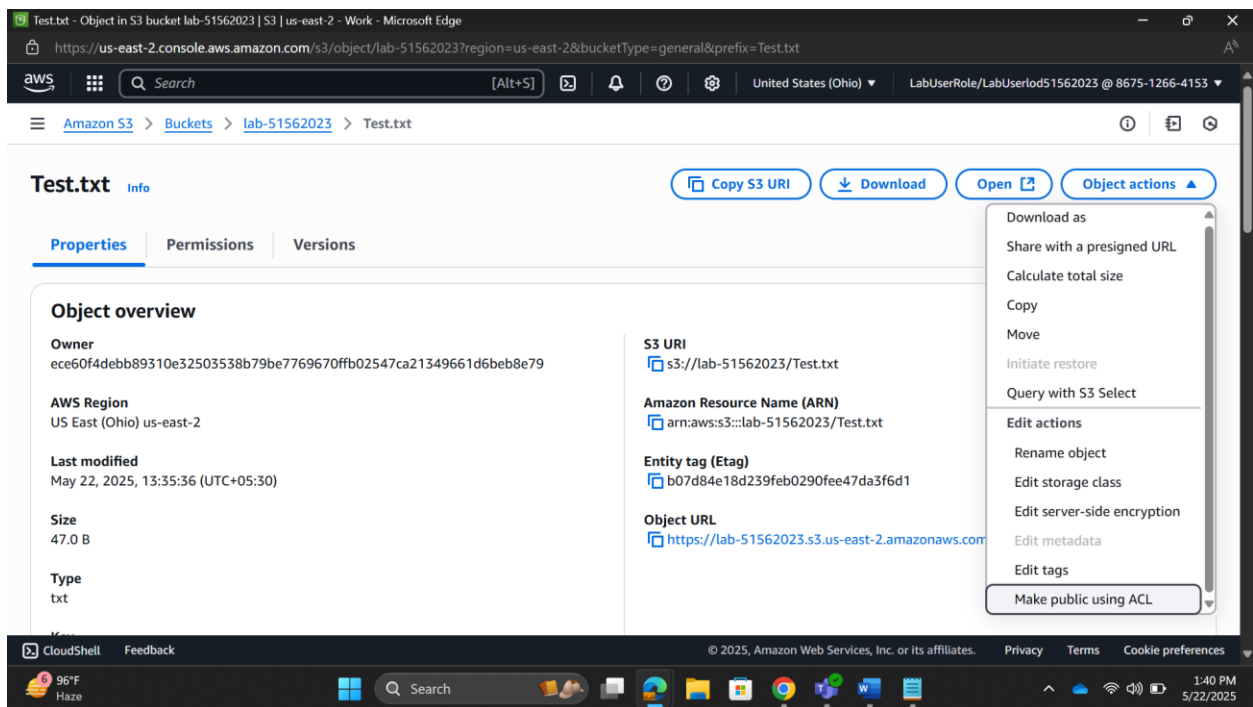 Test.txt - Object in S3 bucket lab-51562023 | S3 | us-east-2 - Work - Microsoft Edge
https://us-east-2.console.aws.amazon.com/s3/object/lab-51562023?region=us-east-2&bucketType=general&prefix=Test.txt
aws Search [Alt+S] United States (Ohio) ▼ LabUserRole/LabUserlod51562023 @ 8675-1266-4153 ▼
Amazon S3 > Buckets > lab-51562023 > Test.txt
Test.txt Info
Copy S3 URI Download Open Object actions ▲
Properties Permissions Versions
Object overview
Owner
ece60f4debb89310e32503538b79be7769670ffb02547ca21349661d6beb8e79
AWS Region
US East (Ohio) us-east-2
Last modified
May 22, 2025, 13:35:36 (UTC+05:30)
Size
47.0 B
Type
txt
S3 URI
s3://lab-51562023/Test.txt
Amazon Resource Name (ARN)
arn:aws:s3:::lab-51562023/Test.txt
Entity tag (Etag)
b07d84e18d239feb0290fee47da3f6d1
Object URL
https://lab-51562023.s3.us-east-2.amazonaws.com
Download as
Share with a presigned URL
Calculate total size
Copy
Move
Initiate restore
Query with S3 Select
Edit actions
Rename object
Edit storage class
Edit server-side encryption
Edit metadata
Edit tags
Make public using ACL
CloudShell Feedback © 2025, Amazon Web Services, Inc. or its affiliates. Privacy Terms Cookie preferences
6 96°F
Haze
Search
1:40 PM
5/22/2025